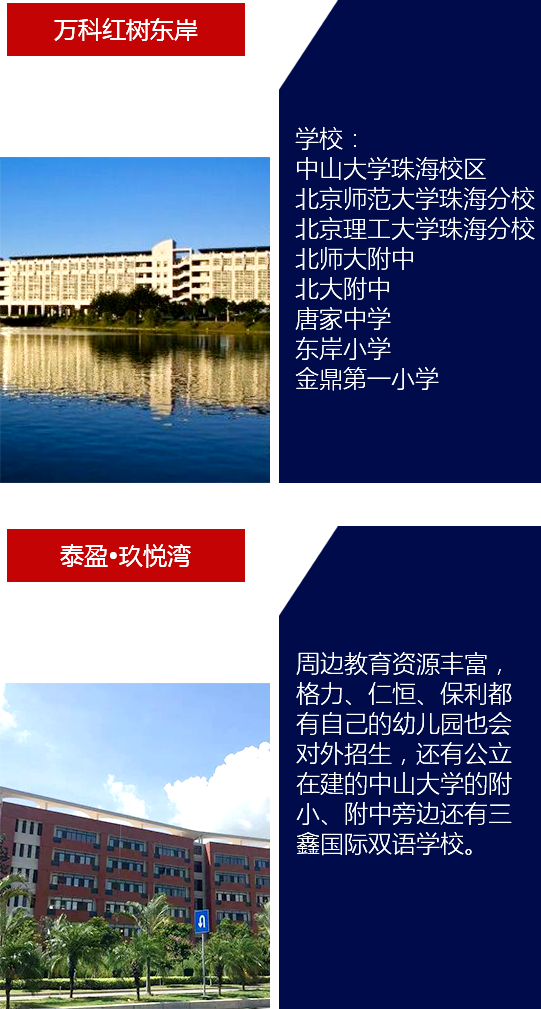 万科红树东岸
学校：
中山大学珠海校区
北京师范大学珠海分校
北京理工大学珠海分校
北师大附中
北大附中
唐家中学
东岸小学
金鼎第一小学
泰盈•玖悦湾
周边教育资源丰富，
格力、仁恒、保利都
有自己的幼儿园也会
对外招生，还有公立
在建的中山大学的附
小、附中旁边还有三
鑫国际双语学校。